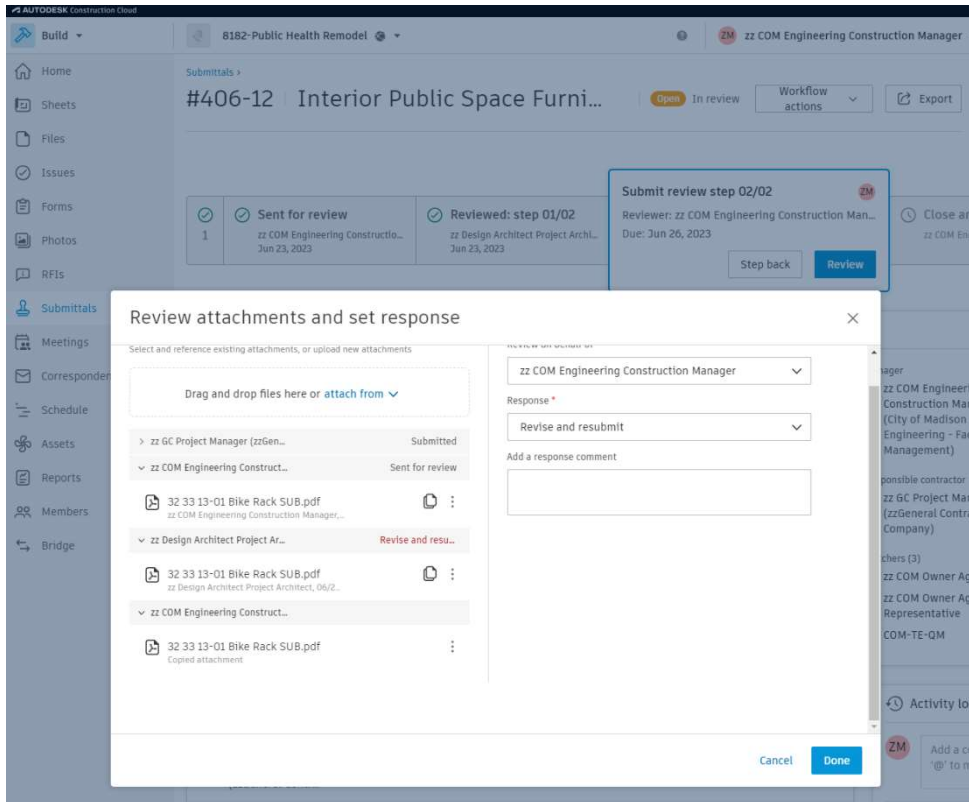 AUTODESK Construction Cloud
Build
8182-Public Health Remodel
ZM zz COM Engineering Construction Manager
Home
Sheets
Files
Issues
Forms
Photos
RFIs
Submittals
Meetings
Corresponden
Schedule
Assets
Reports
Members
Bridge
Submittals >
#406-12 Interior Public Space Furni...
Open In review
Workflow actions
Export
1
Sent for review
zz COM Engineering Constructio...
Jun 23, 2023
Reviewed: step 01/02
zz Design Architect Project Archi...
Jun 23, 2023
Submit review step 02/02
ZM
Reviewer: zz COM Engineering Construction Man...
Due: Jun 26, 2023
Step back
Review
Close a
zz COM En
Review attachments and set response
Select and reference existing attachments, or upload new attachments
Drag and drop files here or attach from
zz GC Project Manager (zzGen... Submitted
zz COM Engineering Construct... Sent for review
32 33 13-01 Bike Rack SUB.pdf
zz COM Engineering Construction Manager,...
zz Design Architect Project Ar... Revise and resu...
32 33 13-01 Bike Rack SUB.pdf
zz Design Architect Project Architect, 06/2...
zz COM Engineering Construct...
32 33 13-01 Bike Rack SUB.pdf
Copied attachment
zz COM Engineering Construction Manager
Response *
Revise and resubmit
Add a response comment
Cancel
Done
nager
zz COM Engineer
Construction Ma
(City of Madison
Engineering - Fa
Management)
ponsible contractor
zz GC Project Ma
(zzGeneral Contr
Company)
chers (3)
zz COM Owner Ag
zz COM Owner Ag
Representative
COM-TE-QM
Activity lo
ZM
Add a c
'@' to m